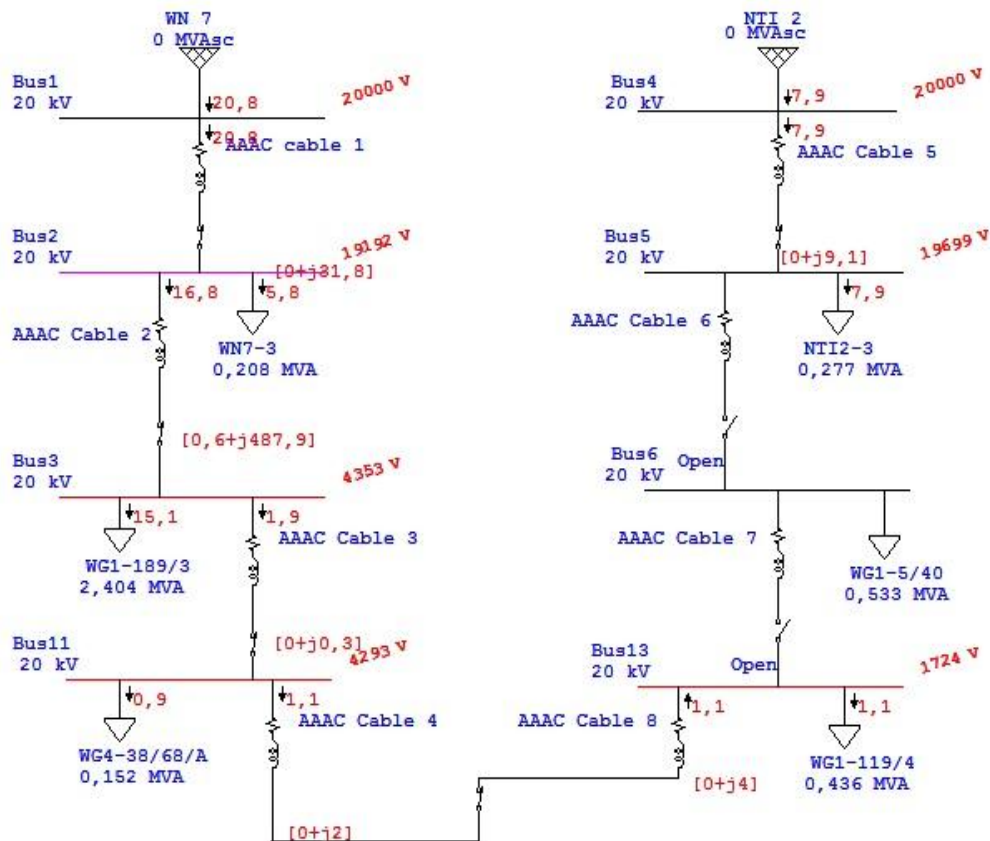 WN 7
0 MVAsc
NTI 2
0 MVAsc
Bus1
20 kV
20,8
20000 V
20,8
AAAC cable 1
Bus4
20 kV
7,9
20000 V
7,9
AAAC Cable 5
Bus2
20 kV
19192 V
[0+j31,8]
16,8
5,8
AAAC Cable 2
WN7-3
0,208 MVA
Bus5
20 kV
[0+j9,1]
19699 V
7,9
AAAC Cable 6
NTI2-3
0,277 MVA
[0,6+j487,9]
Bus3
20 kV
4353 V
15,1
1,9
AAAC Cable 3
WG1-189/3
2,404 MVA
Bus6
20 kV
Open
AAAC Cable 7
WG1-5/40
0,533 MVA
Bus11
20 kV
[0+j0,3]
4293 V
0,9
1,1
AAAC Cable 4
WG4-38/68/A
0,152 MVA
Bus13
20 kV
Open
1724 V
1,1
1,1
AAAC Cable 8
WG1-119/4
0,436 MVA
[0+j4]
[0+j2]